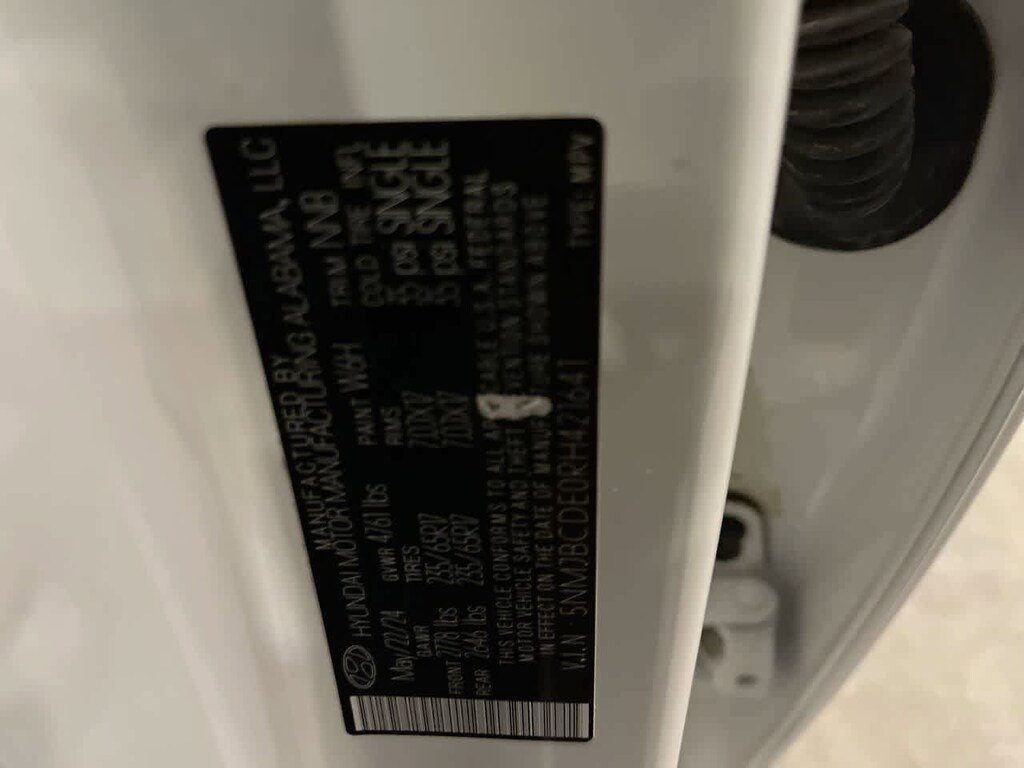 MANUFACTURED BY
HYUNDAI MOTOR MANUFACTURING ALABAMA, LLC
May/22/24 GVWR 4761 lbs PAINT W6H TRIM NNB
GAWR TIRES RIMS COLD TIRE INFL
FRONT 2778 lbs 235/65R17 7.0JX17 35 psi SINGLE
REAR 2646 lbs 235/65R17 7.0JX17 35 psi SINGLE
THIS VEHICLE CONFORMS TO ALL U.S.A. FEDERAL
MOTOR VEHICLE SAFETY AND THEFT STANDARDS
IN EFFECT ON THE DATE OF MANUFACTURE SHOWN ABOVE
V.I.N : 5NMJBCDE0RH421641 TYPE: MPV